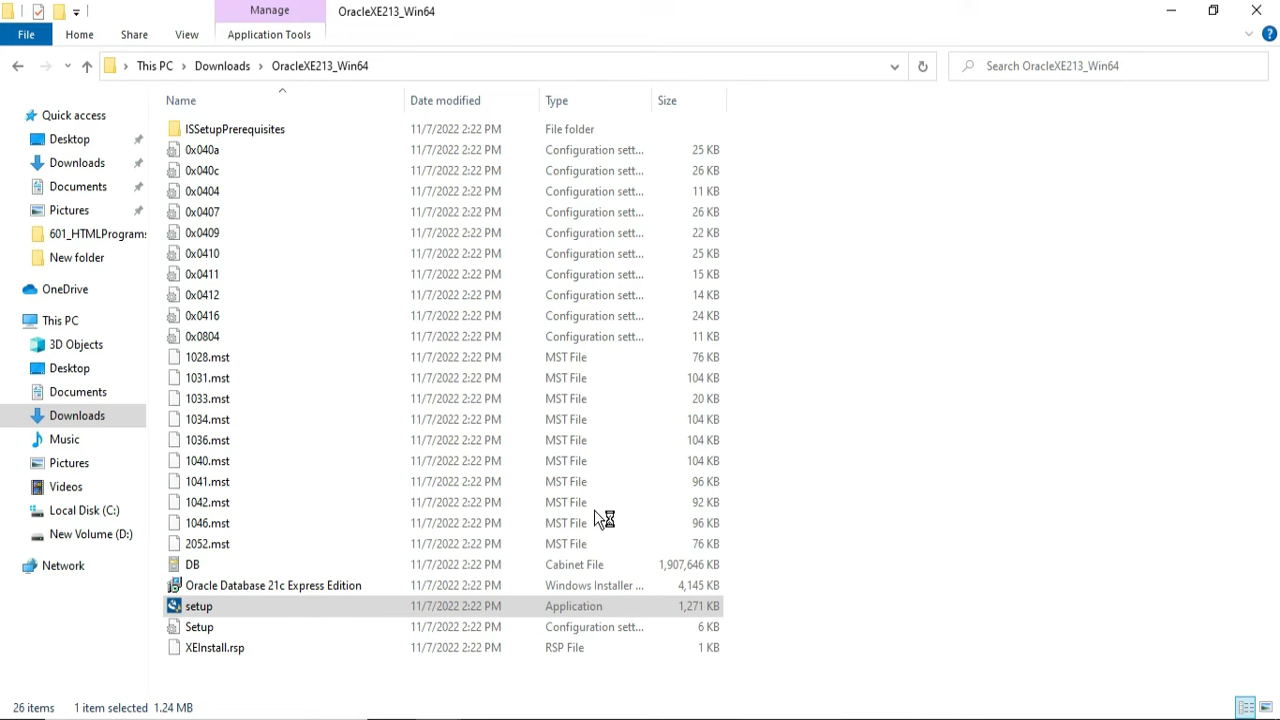 Manage
OracleXE213_Win64
File
Home
Share
View
Application Tools
This PC > Downloads > OracleXE213_Win64
Search OracleXE213_Win64
Quick access
Desktop
Downloads
Documents
Pictures
601_HTMLPrograms
New folder
OneDrive
This PC
3D Objects
Desktop
Documents
Downloads
Music
Pictures
Videos
Local Disk (C:)
New Volume (D:)
Network
Name Date modified Type Size
ISSetupPrerequisites 11/7/2022 2:22 PM File folder
0x040a 11/7/2022 2:22 PM Configuration sett... 25 KB
0x040c 11/7/2022 2:22 PM Configuration sett... 26 KB
0x0404 11/7/2022 2:22 PM Configuration sett... 11 KB
0x0407 11/7/2022 2:22 PM Configuration sett... 26 KB
0x0409 11/7/2022 2:22 PM Configuration sett... 22 KB
0x0410 11/7/2022 2:22 PM Configuration sett... 25 KB
0x0411 11/7/2022 2:22 PM Configuration sett... 15 KB
0x0412 11/7/2022 2:22 PM Configuration sett... 14 KB
0x0416 11/7/2022 2:22 PM Configuration sett... 24 KB
0x0804 11/7/2022 2:22 PM Configuration sett... 11 KB
1028.mst 11/7/2022 2:22 PM MST File 76 KB
1031.mst 11/7/2022 2:22 PM MST File 104 KB
1033.mst 11/7/2022 2:22 PM MST File 20 KB
1034.mst 11/7/2022 2:22 PM MST File 104 KB
1036.mst 11/7/2022 2:22 PM MST File 104 KB
1040.mst 11/7/2022 2:22 PM MST File 104 KB
1041.mst 11/7/2022 2:22 PM MST File 96 KB
1042.mst 11/7/2022 2:22 PM MST File 92 KB
1046.mst 11/7/2022 2:22 PM MST File 96 KB
2052.mst 11/7/2022 2:22 PM MST File 76 KB
DB 11/7/2022 2:22 PM Cabinet File 1,907,646 KB
Oracle Database 21c Express Edition 11/7/2022 2:22 PM Windows Installer ... 4,145 KB
setup 11/7/2022 2:22 PM Application 1,271 KB
Setup 11/7/2022 2:22 PM Configuration sett... 6 KB
XEInstall.rsp 11/7/2022 2:22 PM RSP File 1 KB
26 items 1 item selected 1.24 MB